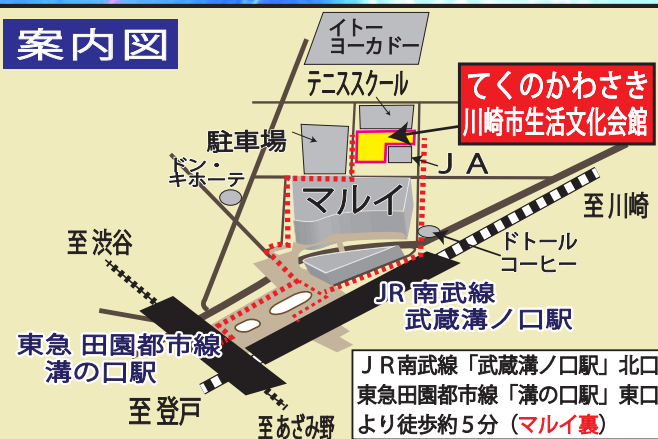 案内図
イトー
ヨーカドー
テニススクール
てくのかわさき
川崎市生活文化会館
駐車場
ドン・
キホーテ
ＪＡ
マルイ
至川崎
至渋谷
ドトール
コーヒー
JR南武線
武蔵溝ノ口駅
東急 田園都市線
溝の口駅
至登戸
至あざみ野
ＪＲ南武線「武蔵溝ノ口駅」北口
東急田園都市線「溝の口駅」東口
より徒歩約５分（マルイ裏）